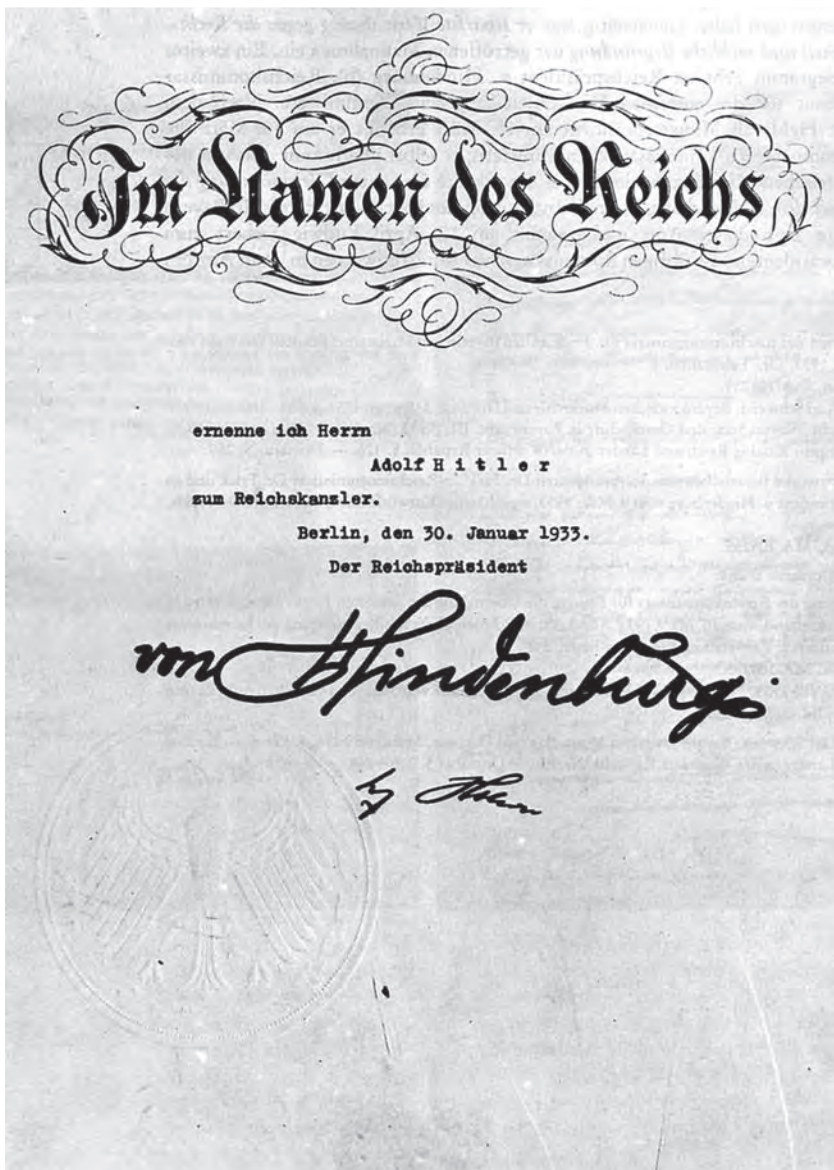 Im Namen des Reichs
ernenne ich Herrn
Adolf Hitler
zum Reichskanzler.
Berlin, den 30. Januar 1933.
Der Reichspräsident
von Hindenburg